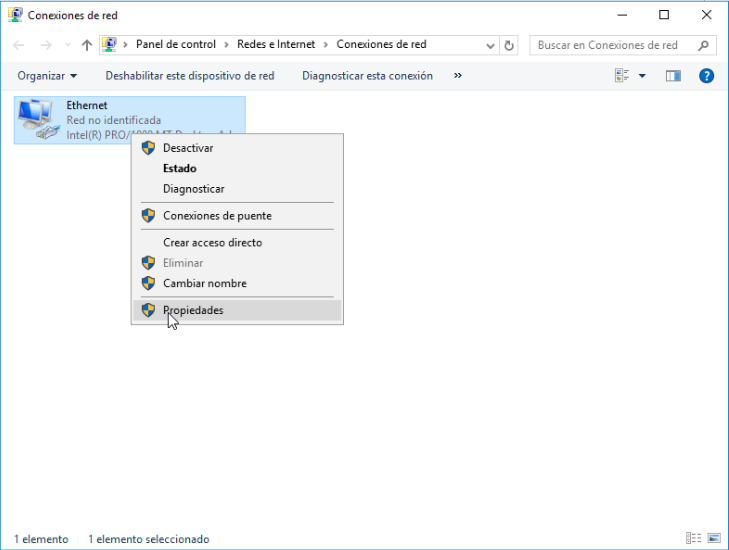 Conexiones de red
Panel de control > Redes e Internet > Conexiones de red
Buscar en Conexiones de red
Organizar
Deshabilitar este dispositivo de red
Diagnosticar esta conexión
»
Ethernet
Red no identificada
Intel(R) PRO/1000 MT
Desactivar
Estado
Diagnosticar
Conexiones de puente
Crear acceso directo
Eliminar
Cambiar nombre
Propiedades
1 elemento
1 elemento seleccionado